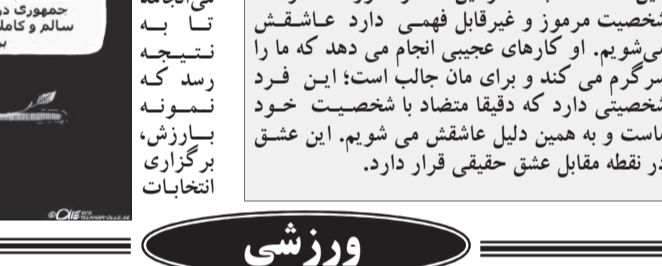 شخصیت مرموز و غیرقابل فهمی دارد عاشقش
می‌شویم. او کارهای عجیبی انجام می دهد که ما را
سرگرم می کند و برای مان جالب است؛ این فرد
شخصیتی دارد که دقیقا متضاد با شخصیت خود
ماست و به همین دلیل عاشقش می شویم. این عشق
در نقطه مقابل عشق حقیقی قرار دارد.
تا به
نتیجه
رسد که
نمونه
بارزش،
برگزاری
انتخابات
جمهوری در
سالم و کامل
ورزشی